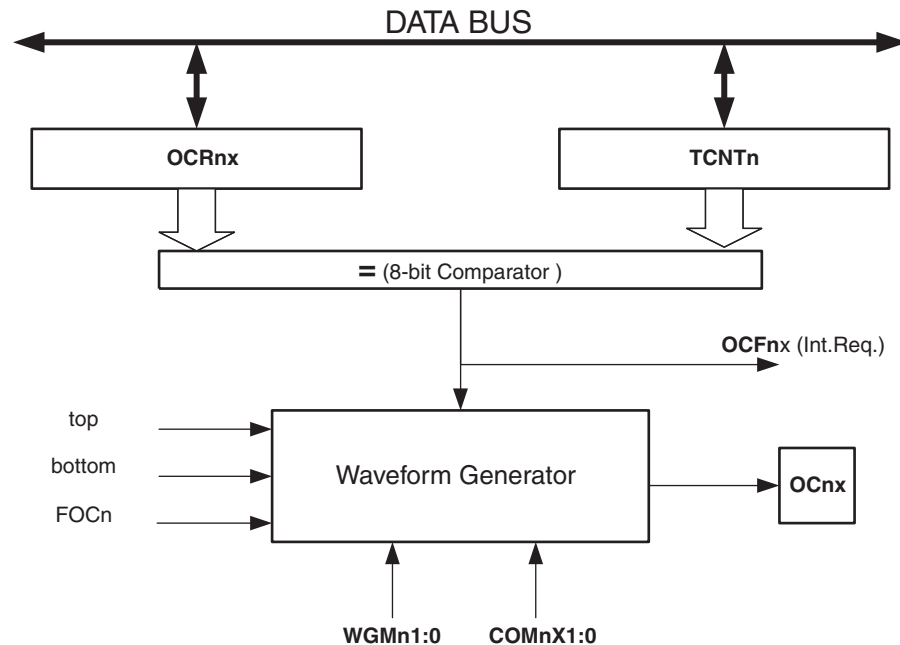 DATA BUS
OCRnx
TCNTn
= (8-bit Comparator )
OCFnx (Int.Req.)
top
bottom
FOCn
Waveform Generator
OCnx
WGMn1:0
COMnX1:0